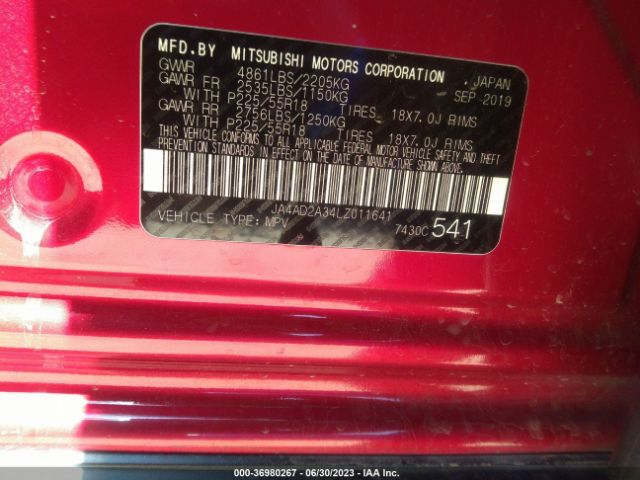 MFD. BY MITSUBISHI MOTORS CORPORATION, JAPAN
GVWR 4861LBS/2205KG SEP 2019
GAWR FR 2535LBS/1150KG
WITH P225/55R18 TIRES 18X7.0J RIMS
GAWR RR 2756LBS/1250KG
WITH P225/55R18 TIRES 18X7.0J RIMS
THIS VEHICLE CONFORMS TO ALL APPLICABLE FEDERAL MOTOR VEHICLE SAFETY AND THEFT
PREVENTION STANDARDS IN EFFECT ON THE DATE OF MANUFACTURE SHOWN ABOVE.
JA4AD2A34LZ011641
VEHICLE TYPE: MPV 7430C 541
000-36980267 - 06/30/2023 - IAA Inc.